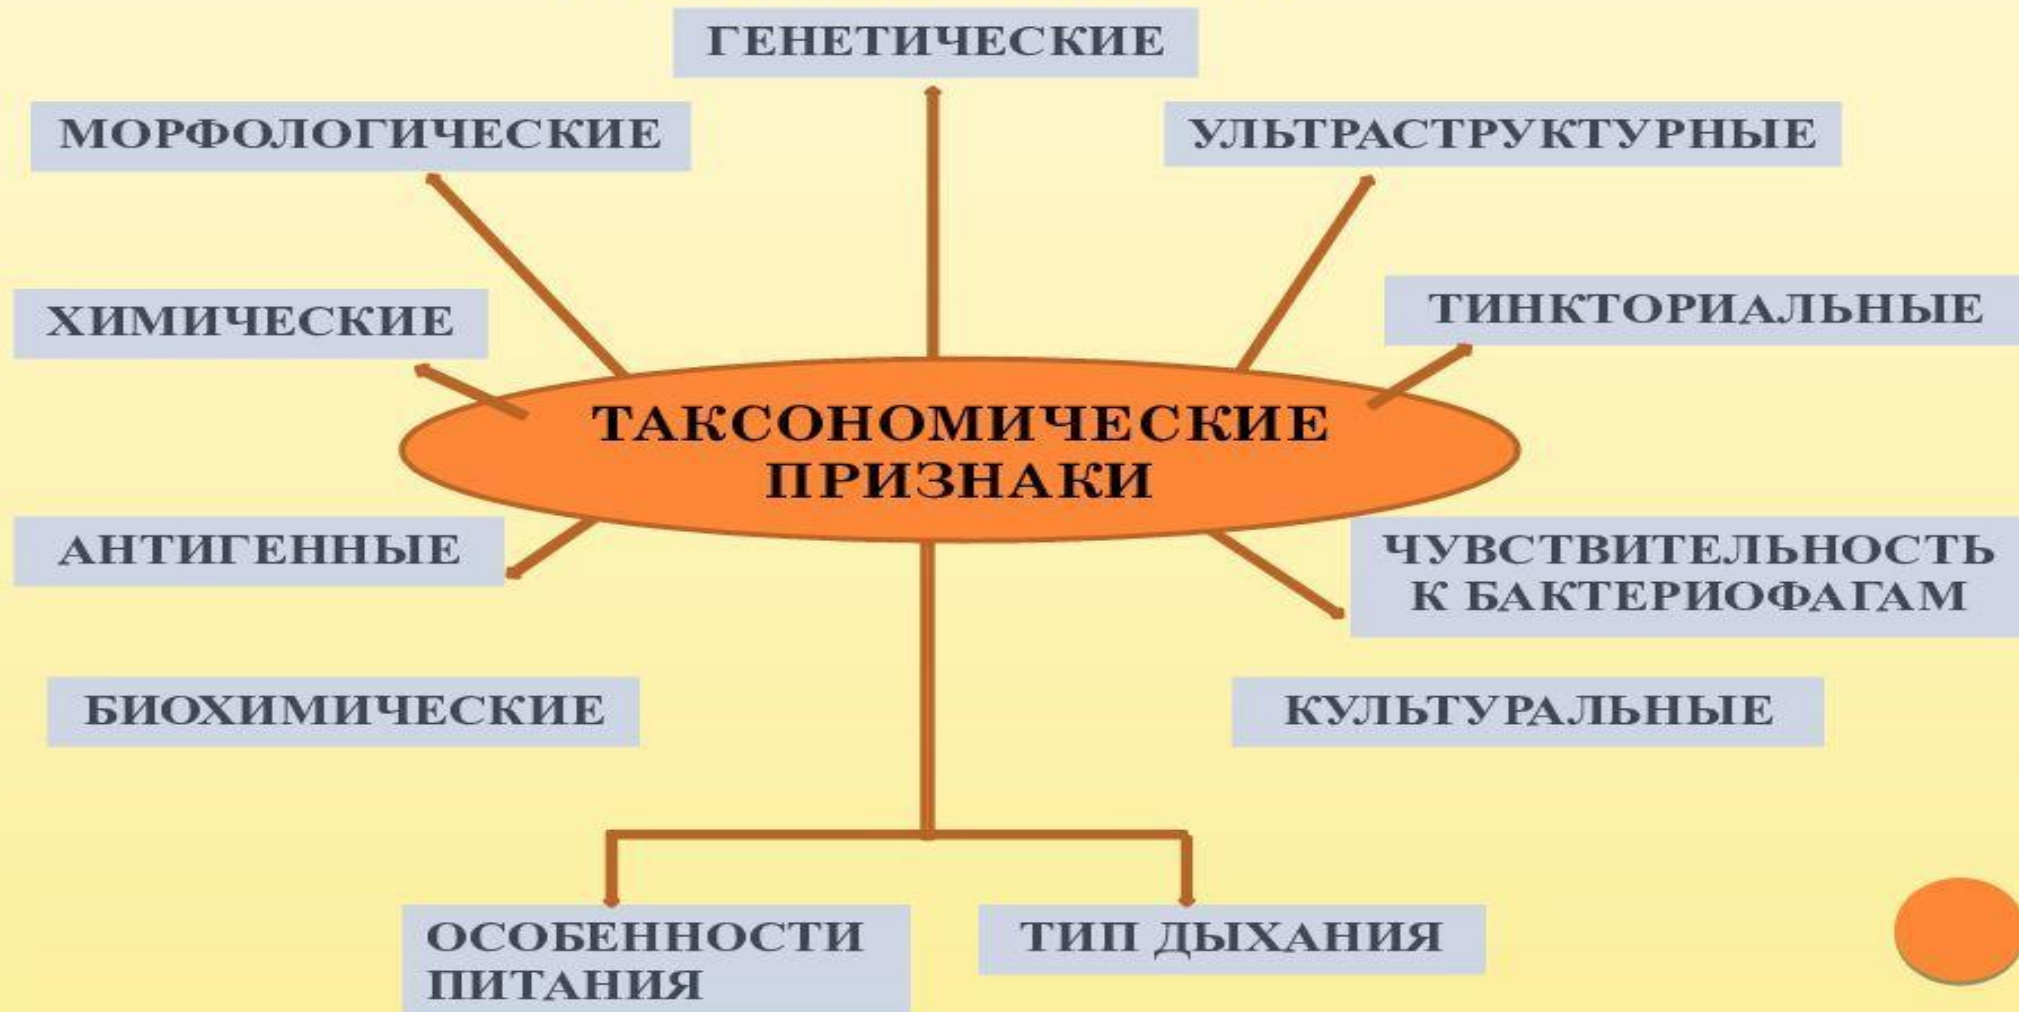 ГЕНЕТИЧЕСКИЕ
МОРФОЛОГИЧЕСКИЕ
УЛЬТРАСТРУКТУРНЫЕ
ХИМИЧЕСКИЕ
ТИНКТОРИАЛЬНЫЕ
ТАКСОНОМИЧЕСКИЕ
ПРИЗНАКИ
АНТИГЕННЫЕ
ЧУВСТВИТЕЛЬНОСТЬ
К БАКТЕРИОФАГАМ
БИОХИМИЧЕСКИЕ
КУЛЬТУРАЛЬНЫЕ
ОСОБЕННОСТИ
ПИТАНИЯ
ТИП ДЫХАНИЯ